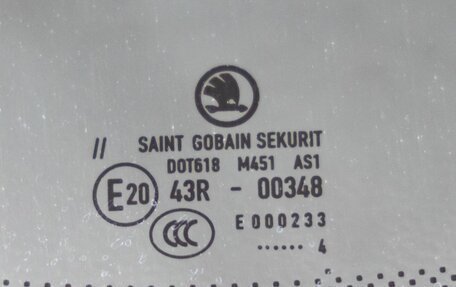 // SAINT GOBAIN SEKURIT
DOT618 M451 AS1
E20 43R - 00348
CCC E000233
...... 4